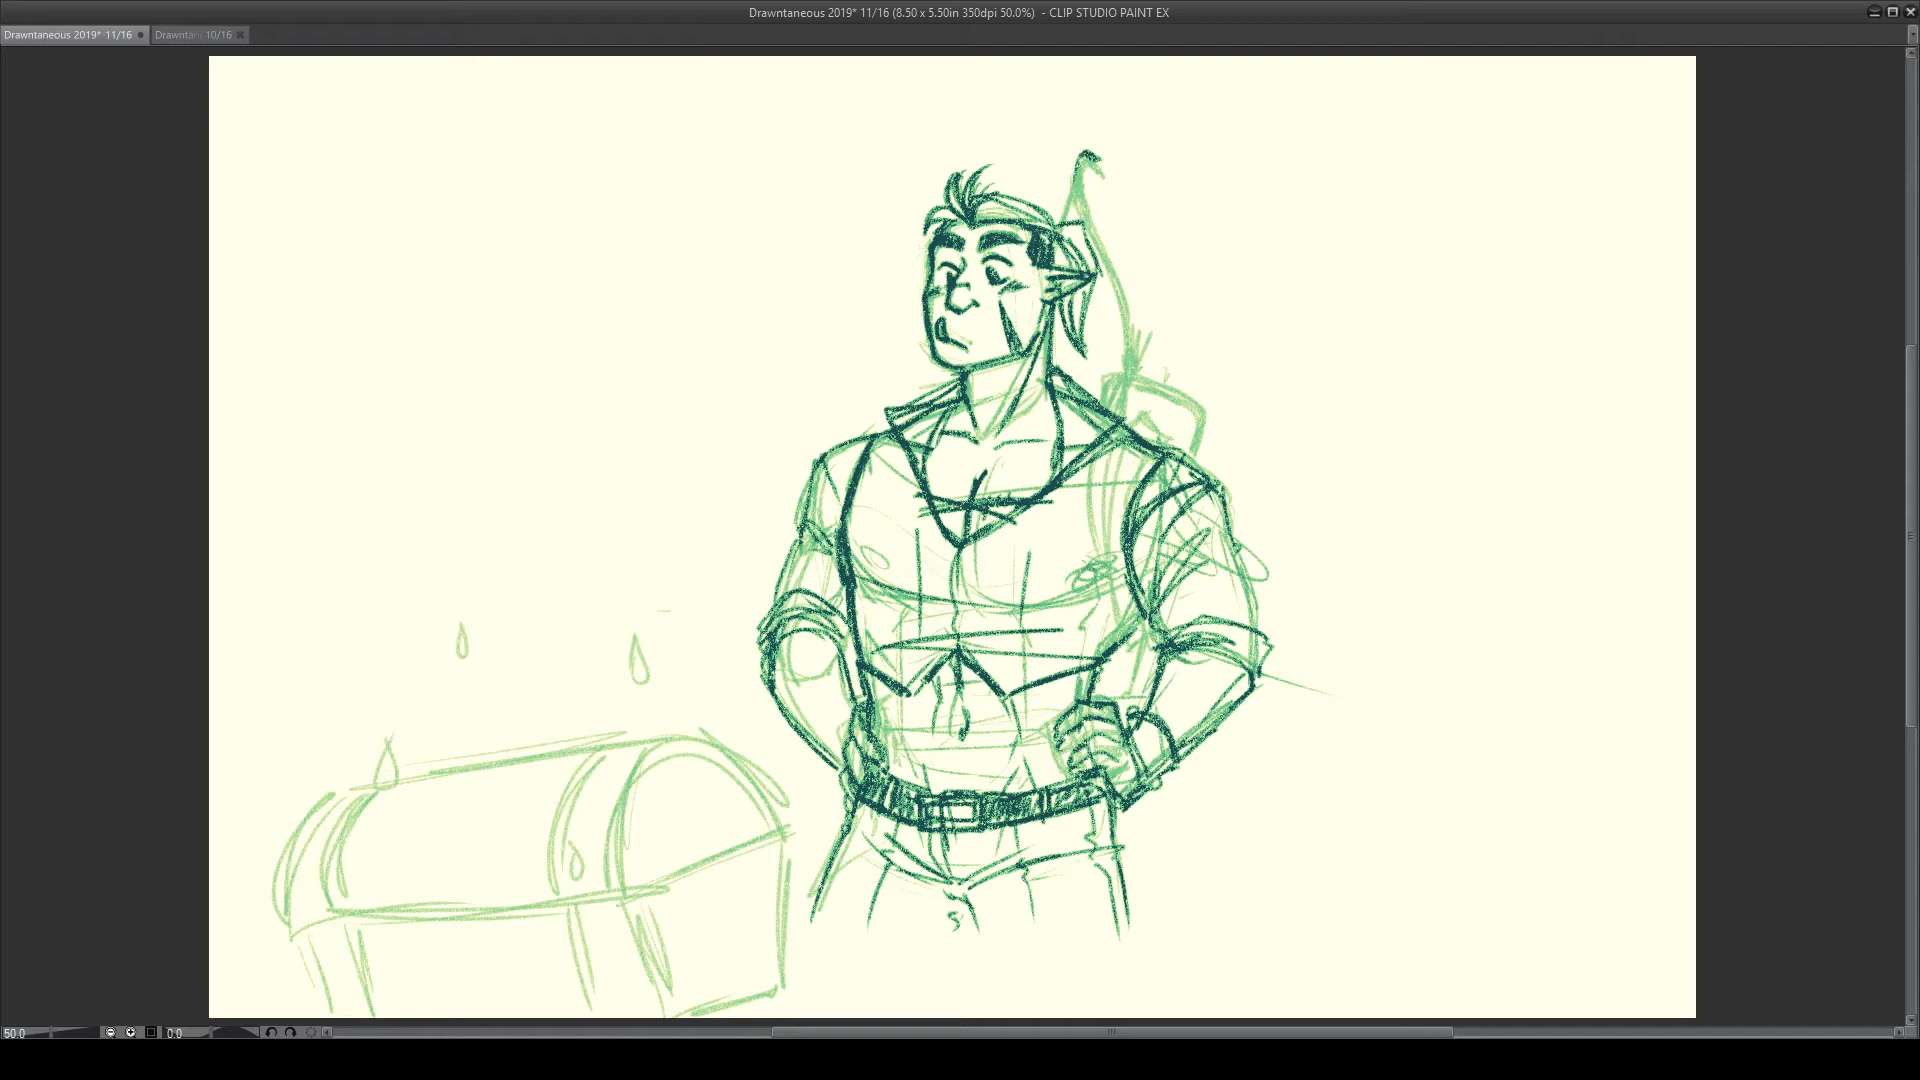 Drawntaneous 2019* 11/16 (8.50 x 5.50in 350dpi 50.0%) - CLIP STUDIO PAINT EX
Drawntaneous 2019* 11/16 Drawntan 10/16
50.0 0.0